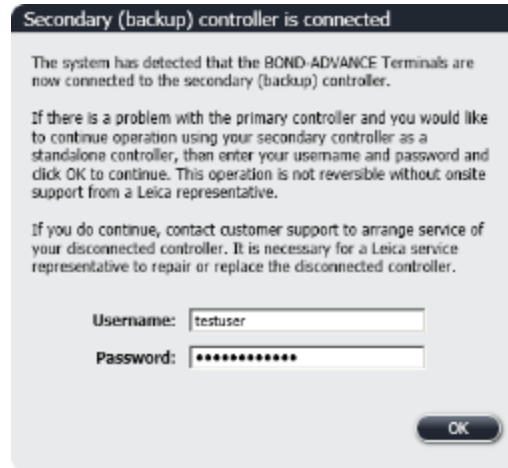 Secondary (backup) controller is connected
The system has detected that the BOND-ADVANCE Terminals are
now connected to the secondary (backup) controller.
If there is a problem with the primary controller and you would like
to continue operation using your secondary controller as a
standalone controller, then enter your username and password and
click OK to continue. This operation is not reversible without onsite
support from a Leica representative.
If you do continue, contact customer support to arrange service of
your disconnected controller. It is necessary for a Leica service
representative to repair or replace the disconnected controller.
Username: testuser
Password: ●●●●●●●●●●●●
OK